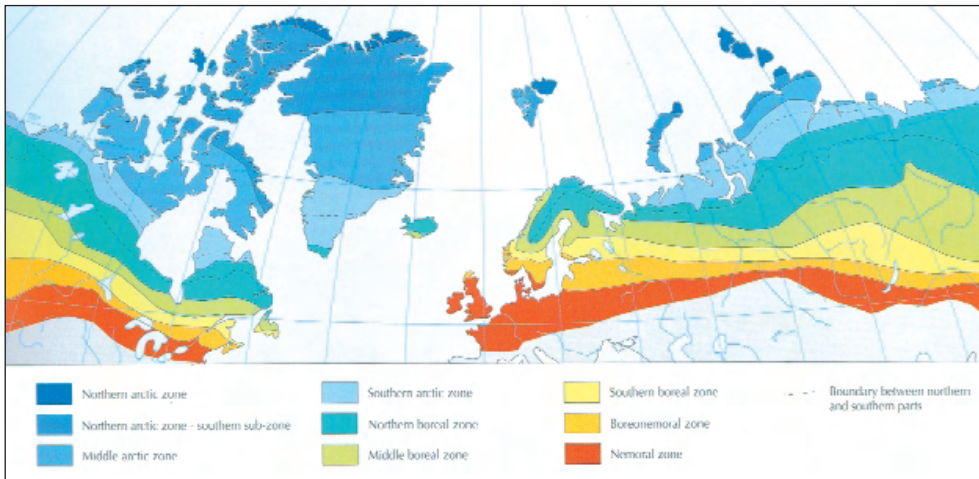 Northern arctic zone
Northern arctic zone - southern sub-zone
Middle arctic zone
Southern arctic zone
Northern boreal zone
Middle boreal zone
Southern boreal zone
Boreonemoral zone
Nemoral zone
Boundary between northern
and southern parts